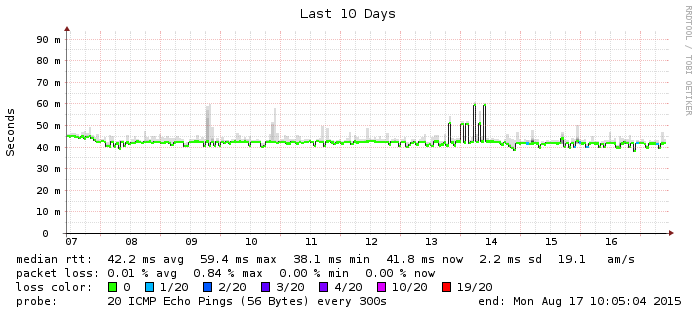 Last 10 Days
RRDTOOL / TOBI OETIKER
Seconds
90 m
80 m
70 m
60 m
50 m
40 m
30 m
20 m
10 m
0
07 08 09 10 11 12 13 14 15 16
median rtt: 42.2 ms avg 59.4 ms max 38.1 ms min 41.8 ms now 2.2 ms sd 19.1 am/s
packet loss: 0.01 % avg 0.84 % max 0.00 % min 0.00 % now
loss color: 0 1/20 2/20 3/20 4/20 10/20 19/20
probe: 20 ICMP Echo Pings (56 Bytes) every 300s end: Mon Aug 17 10:05:04 2015